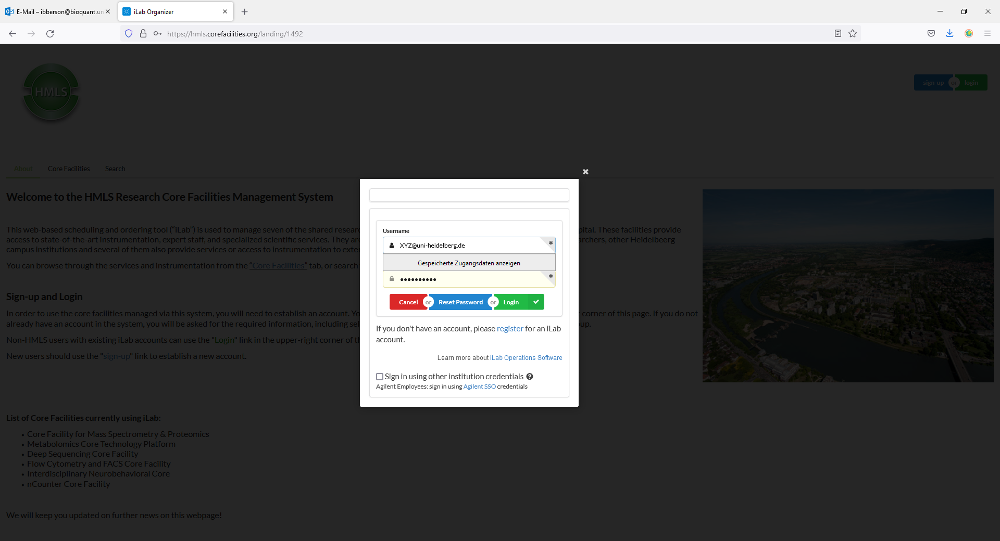 E-Mail – ibberson@bioquant.un
iLab Organizer
https://hmls.corefacilities.org/landing/1492
HMLS
sign-up or login
About Core Facilities Search
Welcome to the HMLS Research Core Facilities Management System
This web-based scheduling and ordering tool ("iLab") is used to manage seven of the shared resear
pital. These facilities provide
access to state-of-the-art instrumentation, expert staff, and specialized scientific services. They are
archers, other Heidelbeerg
campus institutions and several of them also provide services or access to instrumentation to exter
You can browse through the services and instrumentation from the "Core Facilities" tab, or search
Sign-up and Login
In order to use the core facilities managed via this system, you will need to establish an account. Yo
corner of this page. If you do not
already have an account in the system, you will be asked for the required information, including sel
oup.
Non-HMLS users with existing iLab accounts can use the "Login" link in the upper-right corner of th
New users should use the "sign-up" link to establish a new account.
List of Core Facilities currently using iLab:
• Core Facility for Mass Spectrometry & Proteomics
• Metabolomics Core Technology Platform
• Deep Sequencing Core Facility
• Flow Cytometry and FACS Core Facility
• Interdisciplinary Neurobehavioral Core
• nCounter Core Facility
We will keep you updated on further news on this webpage!
Username
XYZ@uni-heidelberg.de
Gespeicherte Zugangsdaten anzeigen
••••••••••
Cancel or Reset Password or Login
If you don't have an account, please register for an iLab
account.
Learn more about iLab Operations Software
Sign in using other institution credentials
Agilent Employees: sign in using Agilent SSO credentials